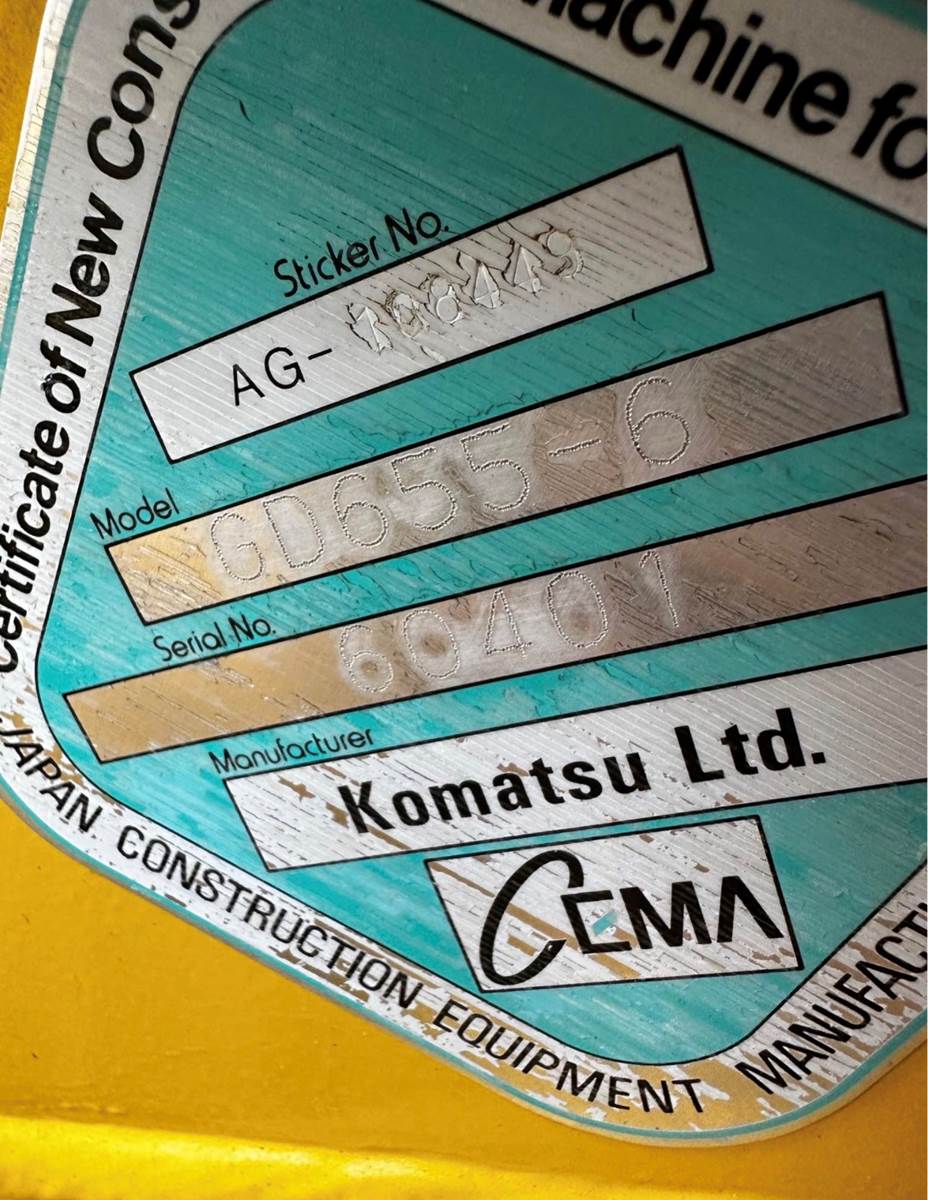 Certificate of New Cons
achine fo
Sticker No.
AG-
Model
GD655-6
Serial No.
60401
Manufacturer
Komatsu Ltd.
CEMA
JAPAN CONSTRUCTION EQUIPMENT MANUFACT